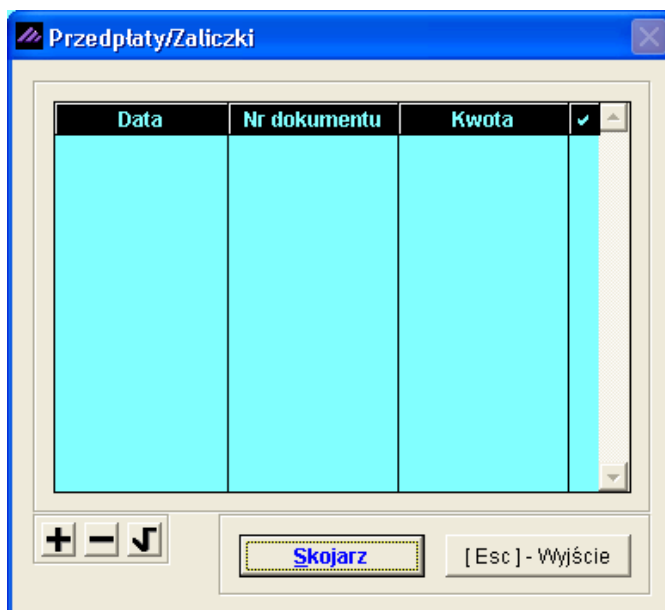 Przedpłaty/Zaliczki
Data Nr dokumentu Kwota
Skojarz [ Esc ] - Wyjście